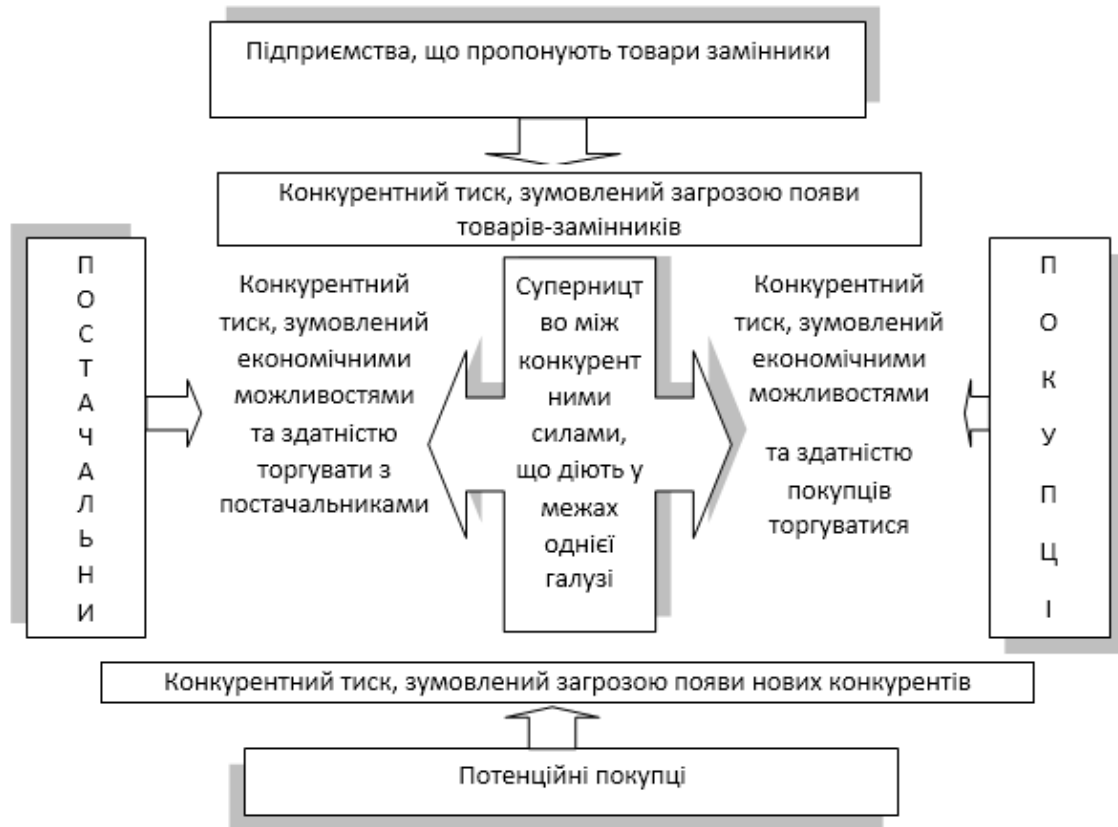 Підприємства, що пропонують товари замінники
Конкурентний тиск, зумовлений загрозою появи
товарів-замінників
П
О
С
Т
А
Ч
А
Л
Ь
Н
И
Конкурентний
тиск, зумовлений
економічними
можливостями
та здатністю
торгувати з
постачальниками
Суперницт
во між
конкурент
ними
силами,
що діють у
межах
однієї
галузі
Конкурентний
тиск, зумовлений
економічними
можливостями
та здатністю
покупців
торгуватися
П
О
К
У
П
Ц
І
Конкурентний тиск, зумовлений загрозою появи нових конкурентів
Потенційні покупці